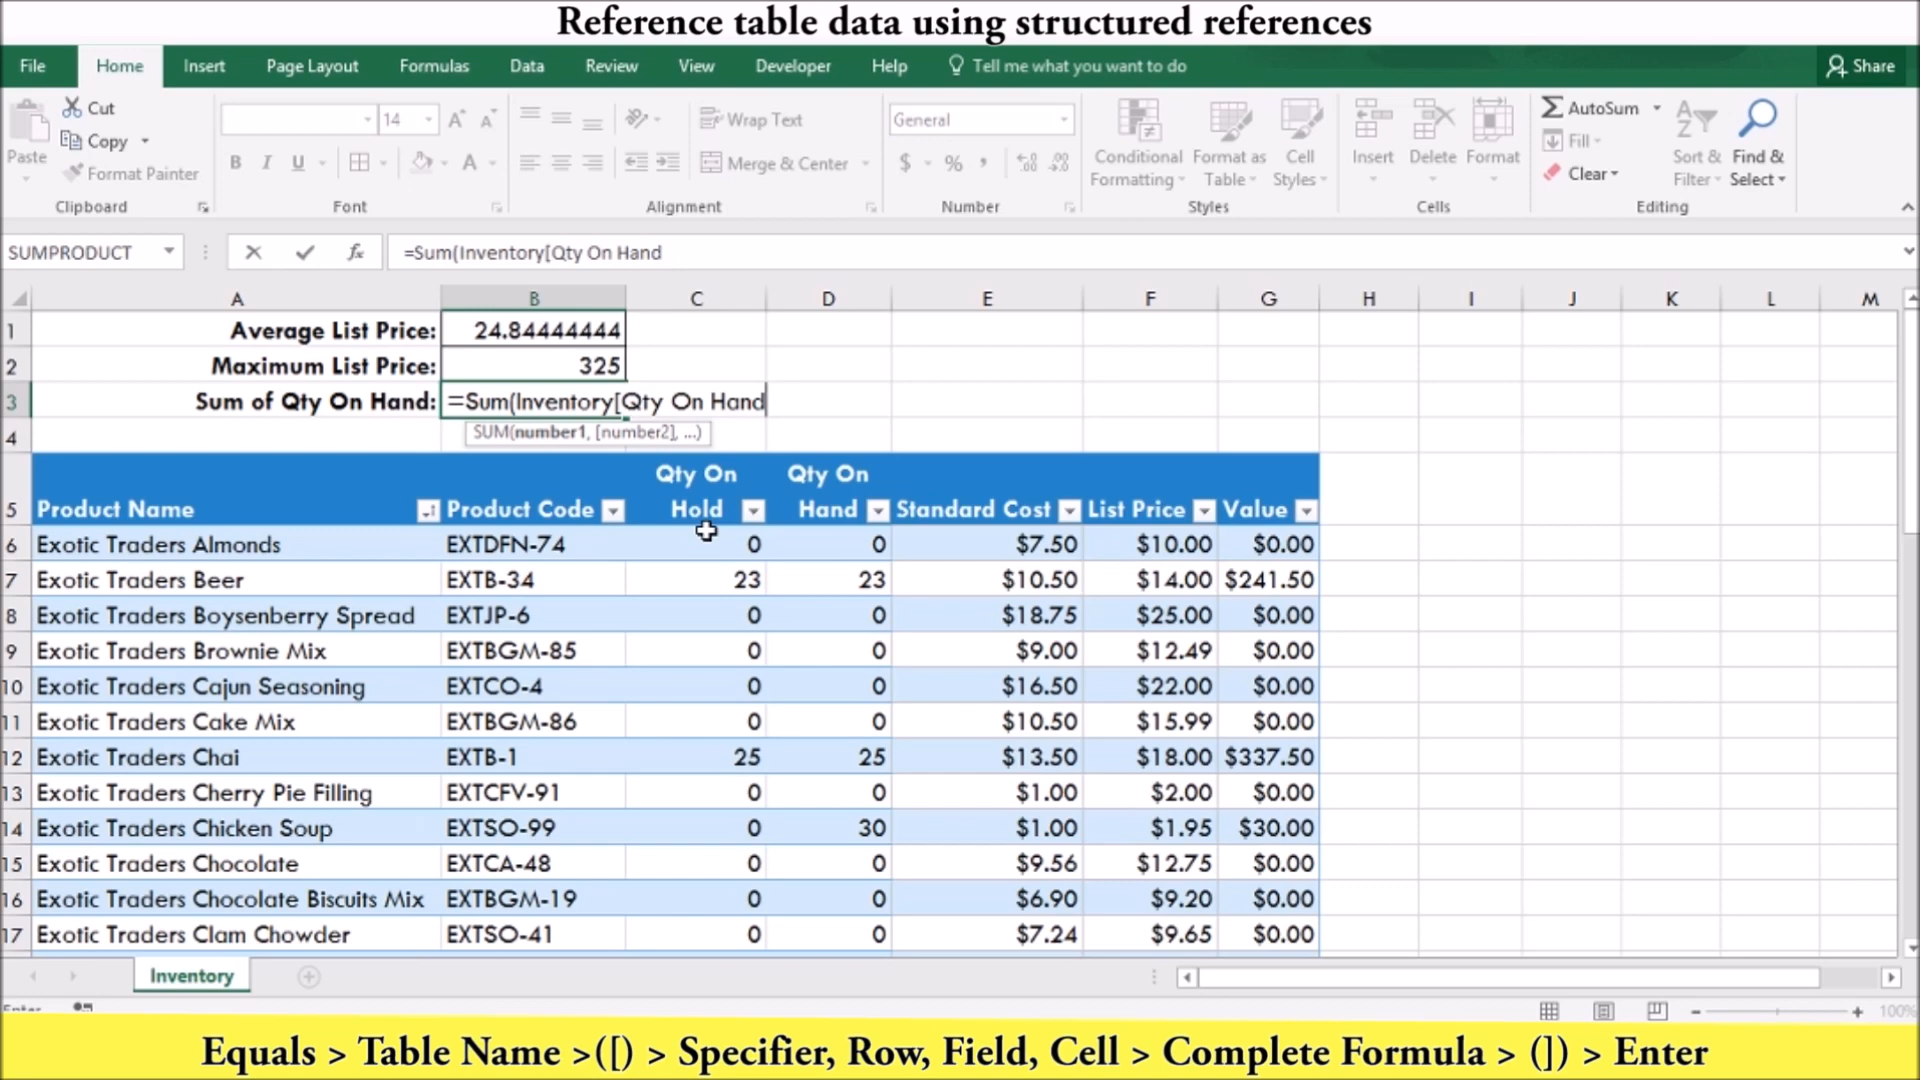 Reference table data using structured references
File Home Insert Page Layout Formulas Data Review View Developer Help Tell me what you want to do Share
Cut
Copy
Paste
Format Painter
Clipboard
14
B I U A
Font
Wrap Text
Merge & Center
Alignment
General
$ % ,
Number
Conditional Formatting
Format as Table
Cell Styles
Styles
Insert Delete Format
Cells
AutoSum
Fill
Clear
Sort & Filter
Find & Select
Editing
SUMPRODUCT fx =Sum(Inventory[Qty On Hand
A B C D E F G H I J K L M
1 Average List Price: 24.84444444
2 Maximum List Price: 325
3 Sum of Qty On Hand: =Sum(Inventory[Qty On Hand
SUM(number1, [number2], ...)
4
Qty On Qty On
5 Product Name Product Code Hold Hand Standard Cost List Price Value
6 Exotic Traders Almonds EXTDFN-74 0 0 $7.50 $10.00 $0.00
7 Exotic Traders Beer EXTB-34 23 23 $10.50 $14.00 $241.50
8 Exotic Traders Boysenberry Spread EXTJP-6 0 0 $18.75 $25.00 $0.00
9 Exotic Traders Brownie Mix EXTBGM-85 0 0 $9.00 $12.49 $0.00
10 Exotic Traders Cajun Seasoning EXTCO-4 0 0 $16.50 $22.00 $0.00
11 Exotic Traders Cake Mix EXTBGM-86 0 0 $10.50 $15.99 $0.00
12 Exotic Traders Chai EXTB-1 25 25 $13.50 $18.00 $337.50
13 Exotic Traders Cherry Pie Filling EXTCFV-91 0 0 $1.00 $2.00 $0.00
14 Exotic Traders Chicken Soup EXTSO-99 0 30 $1.00 $1.95 $30.00
15 Exotic Traders Chocolate EXTCA-48 0 0 $9.56 $12.75 $0.00
16 Exotic Traders Chocolate Biscuits Mix EXTBGM-19 0 0 $6.90 $9.20 $0.00
17 Exotic Traders Clam Chowder EXTSO-41 0 0 $7.24 $9.65 $0.00
Inventory
100%
Equals > Table Name >([) > Specifier, Row, Field, Cell > Complete Formula > (]) > Enter